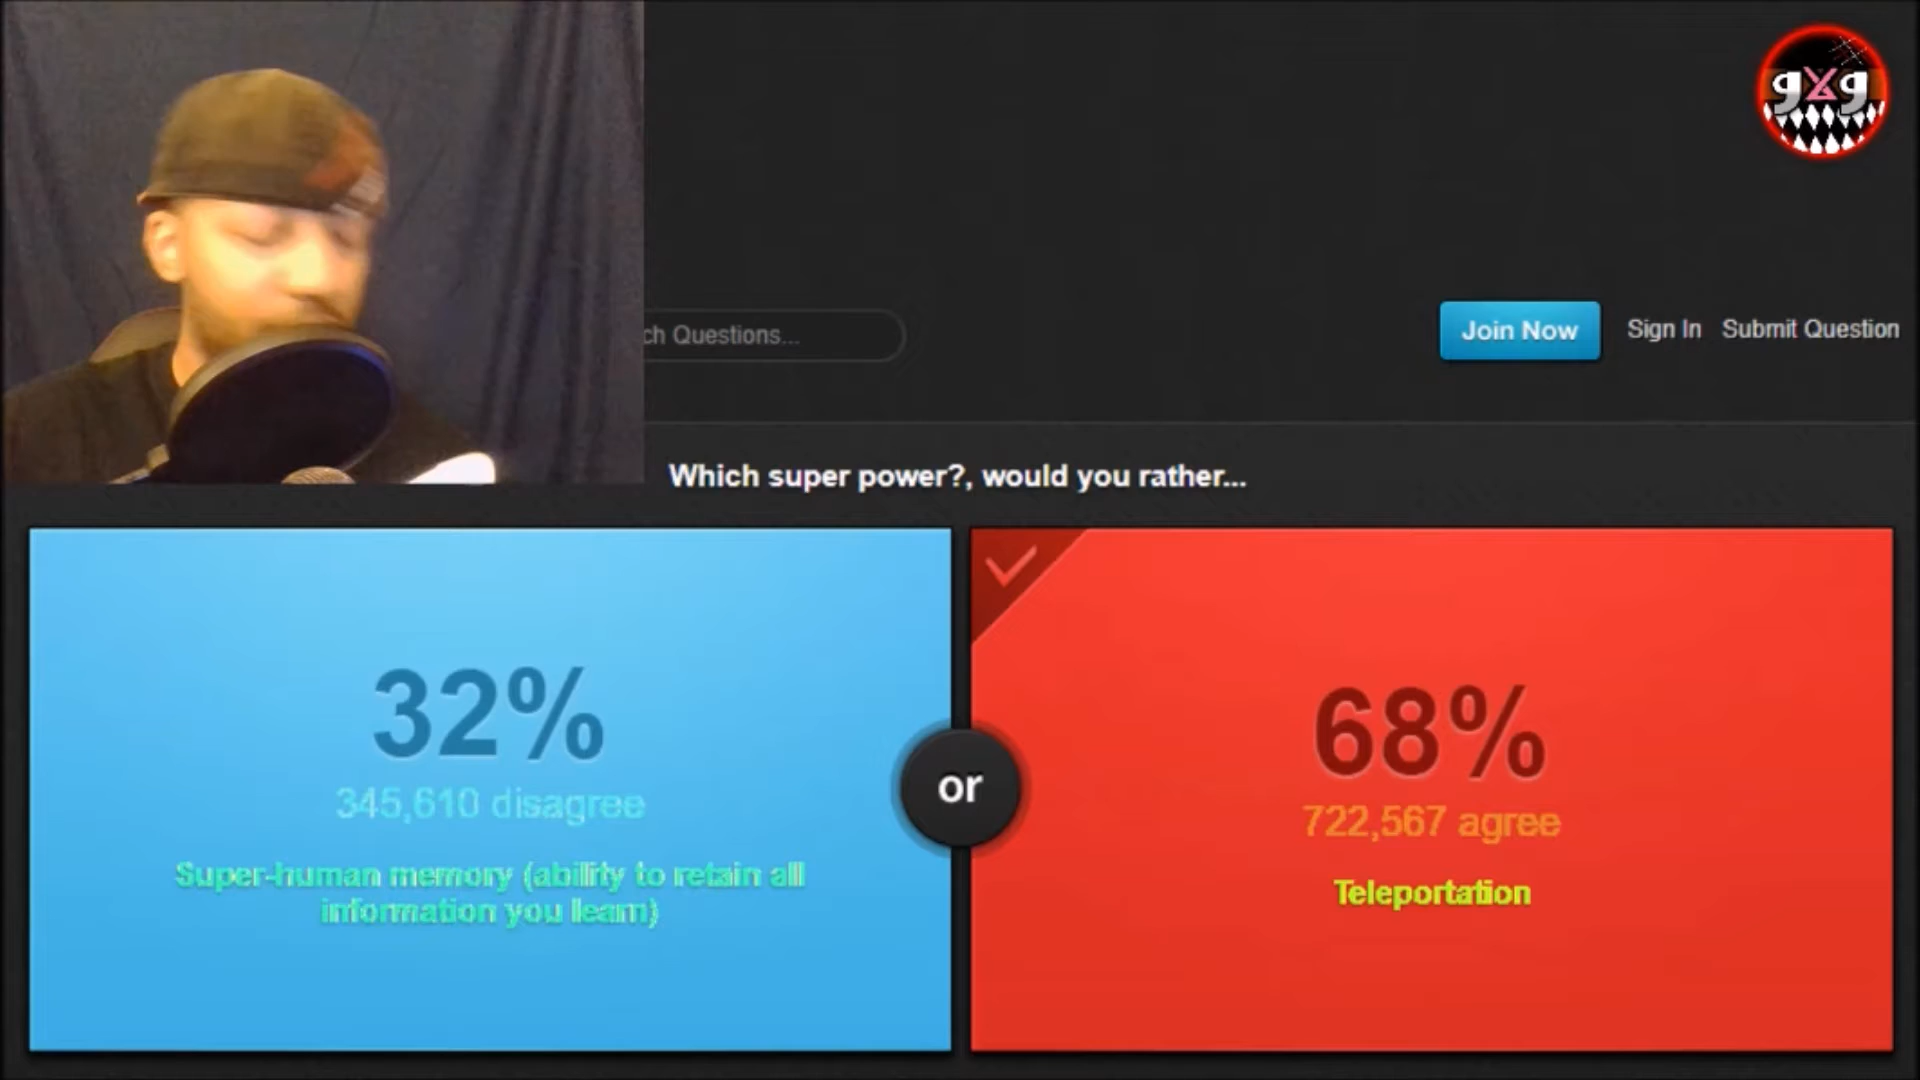 gxg
ch Questions...
Join Now
Sign In
Submit Question
Which super power?, would you rather...
32%
345,610 disagree
Super-human memory (ability to retain all
information you learn)
or
68%
722,567 agree
Teleportation